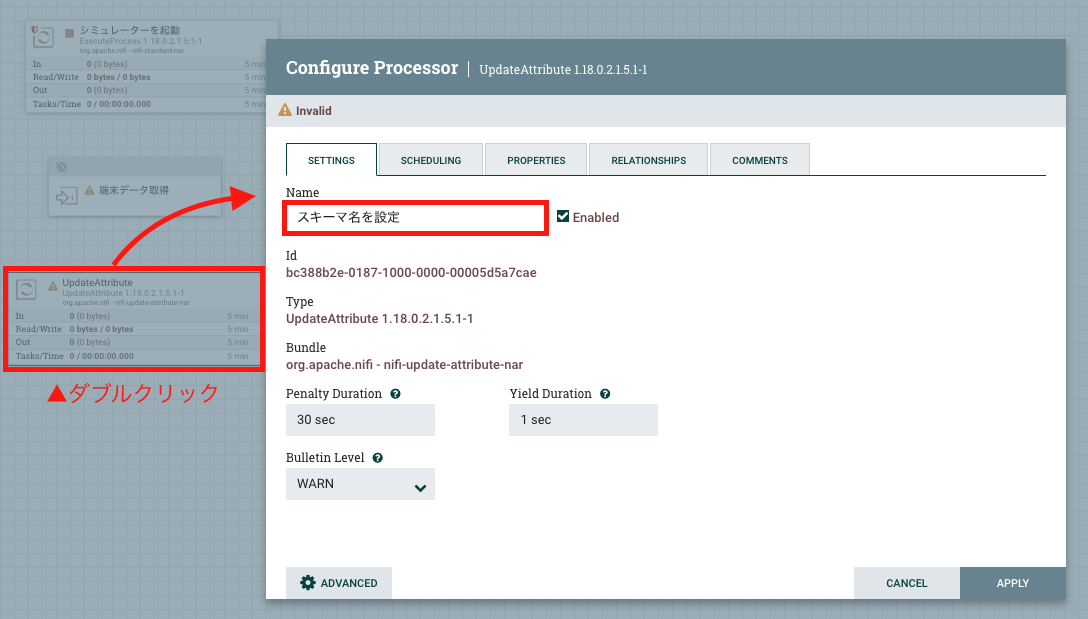 シミュレーターを起動
ExecuteProcess 1.18.0.2.1.5.1-1
org.apache.nifi - nifi-standard-nar
In 0 (0 bytes) 5 min
Read/Write 0 bytes / 0 bytes 5 min
Out 0 (0 bytes) 5 min
Tasks/Time 0 / 00:00:00.000 5 min
端末データ取得
UpdateAttribute
UpdateAttribute 1.18.0.2.1.5.1-1
org.apache.nifi - nifi-update-attribute-nar
In 0 (0 bytes) 5 min
Read/Write 0 bytes / 0 bytes 5 min
Out 0 (0 bytes) 5 min
Tasks/Time 0 / 00:00:00.000 5 min
▲ダブルクリック
Configure Processor | UpdateAttribute 1.18.0.2.1.5.1-1
Invalid
SETTINGS SCHEDULING PROPERTIES RELATIONSHIPS COMMENTS
Name
スキーマ名を設定 Enabled
Id
bc388b2e-0187-1000-0000-00005d5a7cae
Type
UpdateAttribute 1.18.0.2.1.5.1-1
Bundle
org.apache.nifi - nifi-update-attribute-nar
Penalty Duration Yield Duration
30 sec 1 sec
Bulletin Level
WARN
ADVANCED CANCEL APPLY